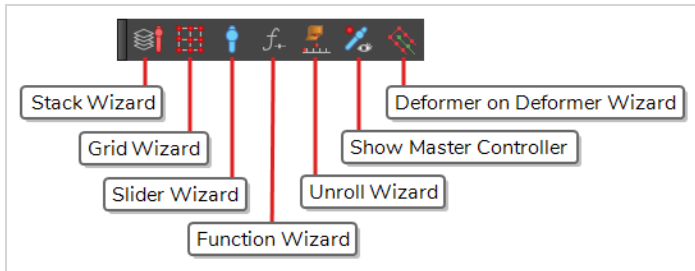 Stack Wizard
Deformer on Deformer Wizard
Grid Wizard
Show Master Controller
Slider Wizard
Unroll Wizard
Function Wizard